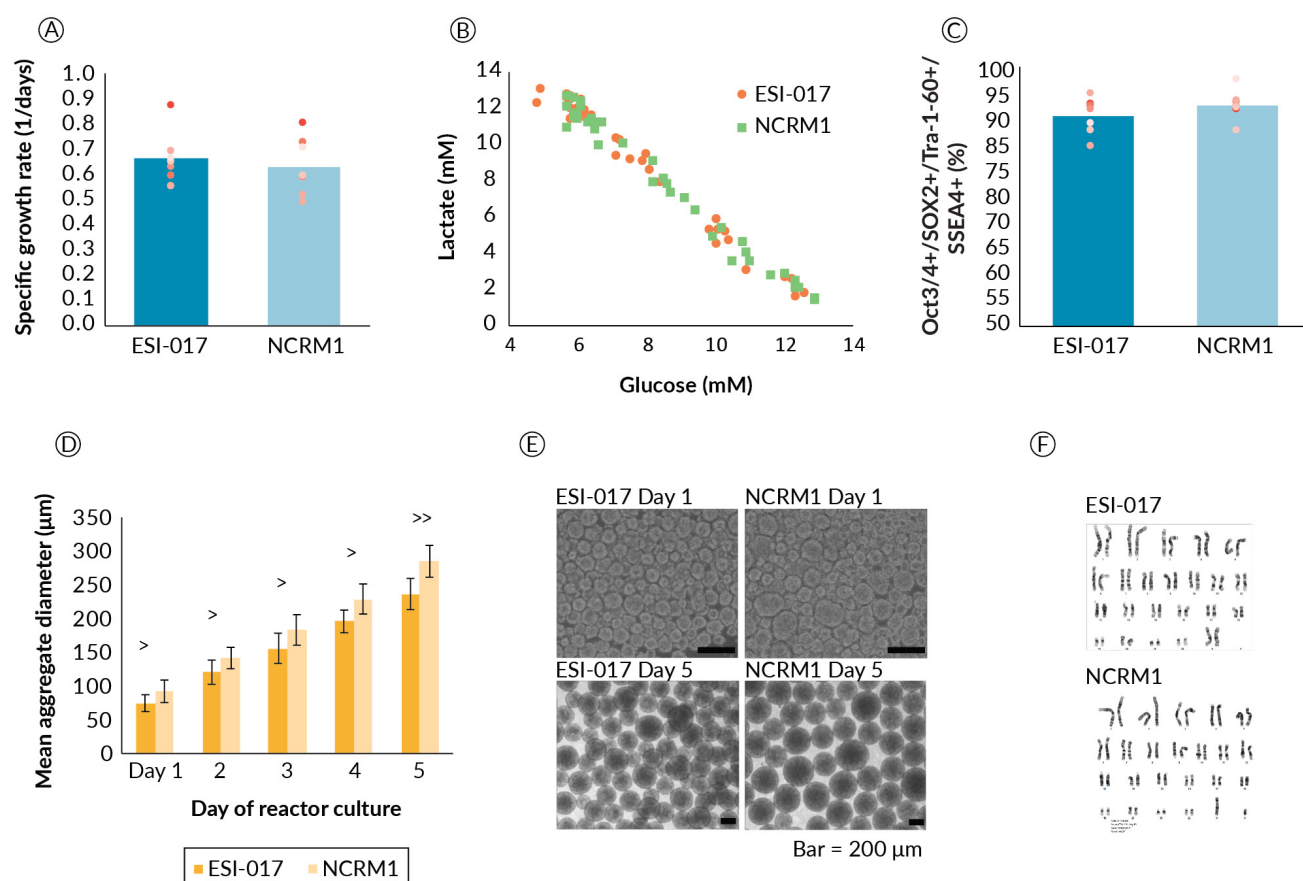 A
Specific growth rate (1/days)
1.0
0.9
0.8
0.7
0.6
0.5
0.4
0.3
0.2
0.1
0.0
ESI-017 NCRM1
B
Lactate (mM)
14
12
10
8
6
4
2
0
4 6 8 10 12 14
Glucose (mM)
ESI-017
NCRM1
C
Oct3/4+/SOX2+/Tra-1-60+/
SSEA4+ (%)
100
95
90
85
80
75
70
65
60
55
50
ESI-017 NCRM1
D
Mean aggregate diameter (µm)
350
300
250
200
150
100
50
0
>
>
>
>
>>
Day 1 2 3 4 5
Day of reactor culture
ESI-017 NCRM1
E
ESI-017 Day 1 NCRM1 Day 1
ESI-017 Day 5 NCRM1 Day 5
Bar = 200 µm
F
ESI-017
NCRM1